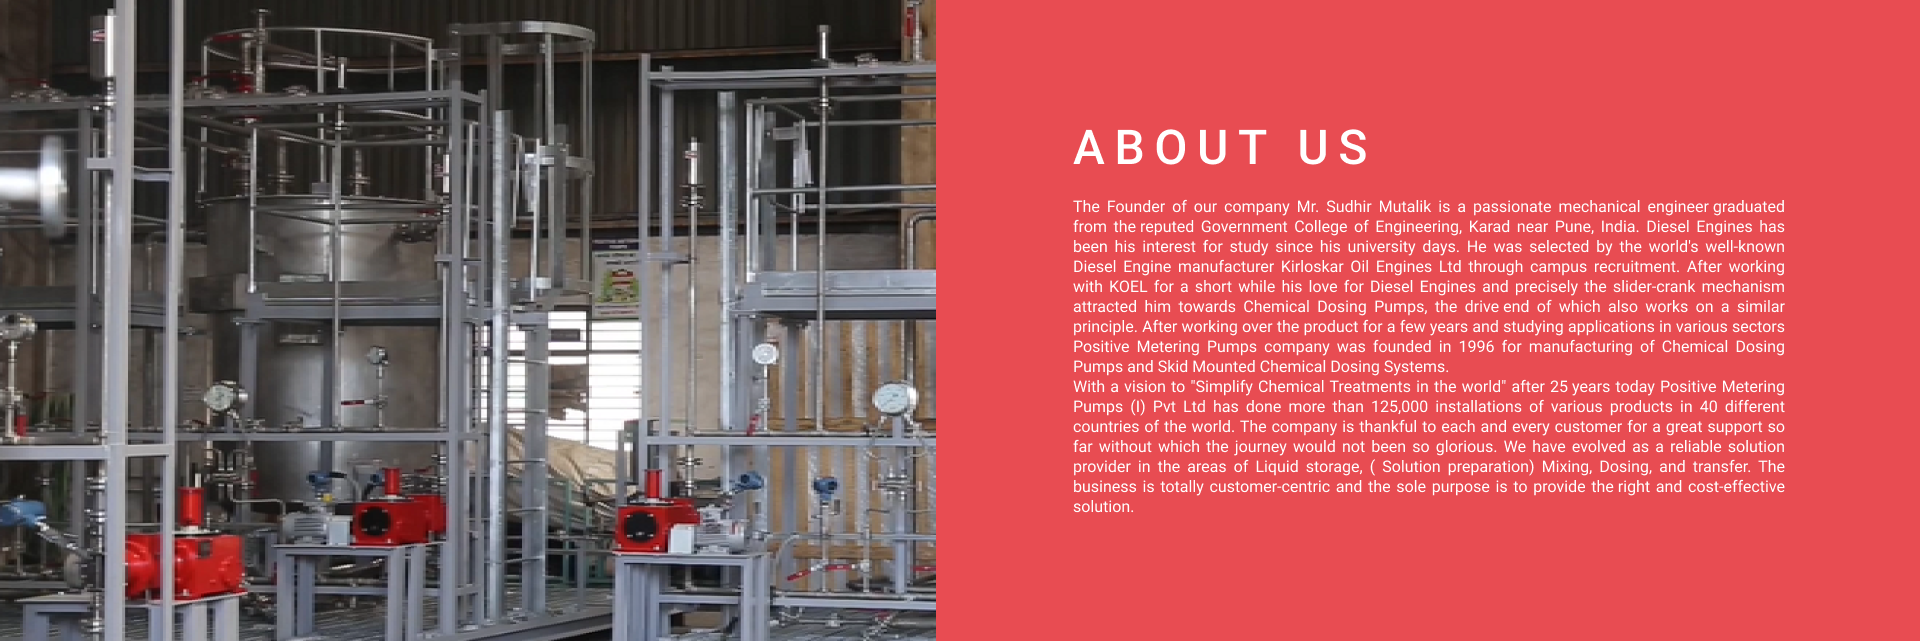 ABOUT US
The Founder of our company Mr. Sudhir Mutalik is a passionate mechanical engineer graduated
from the reputed Government College of Engineering, Karad near Pune, India. Diesel Engines has
been his interest for study since his university days. He was selected by the world's well-known
Diesel Engine manufacturer Kirloskar Oil Engines Ltd through campus recruitment. After working
with KOEL for a short while his love for Diesel Engines and precisely the slider-crank mechanism
attracted him towards Chemical Dosing Pumps, the drive end of which also works on a similar
principle. After working over the product for a few years and studying applications in various sectors
Positive Metering Pumps company was founded in 1996 for manufacturing of Chemical Dosing
Pumps and Skid Mounted Chemical Dosing Systems.
With a vision to "Simplify Chemical Treatments in the world" after 25 years today Positive Metering
Pumps (I) Pvt Ltd has done more than 125,000 installations of various products in 40 different
countries of the world. The company is thankful to each and every customer for a great support so
far without which the journey would not been so glorious. We have evolved as a reliable solution
provider in the areas of Liquid storage, ( Solution preparation) Mixing, Dosing, and transfer. The
business is totally customer-centric and the sole purpose is to provide the right and cost-effective
solution.